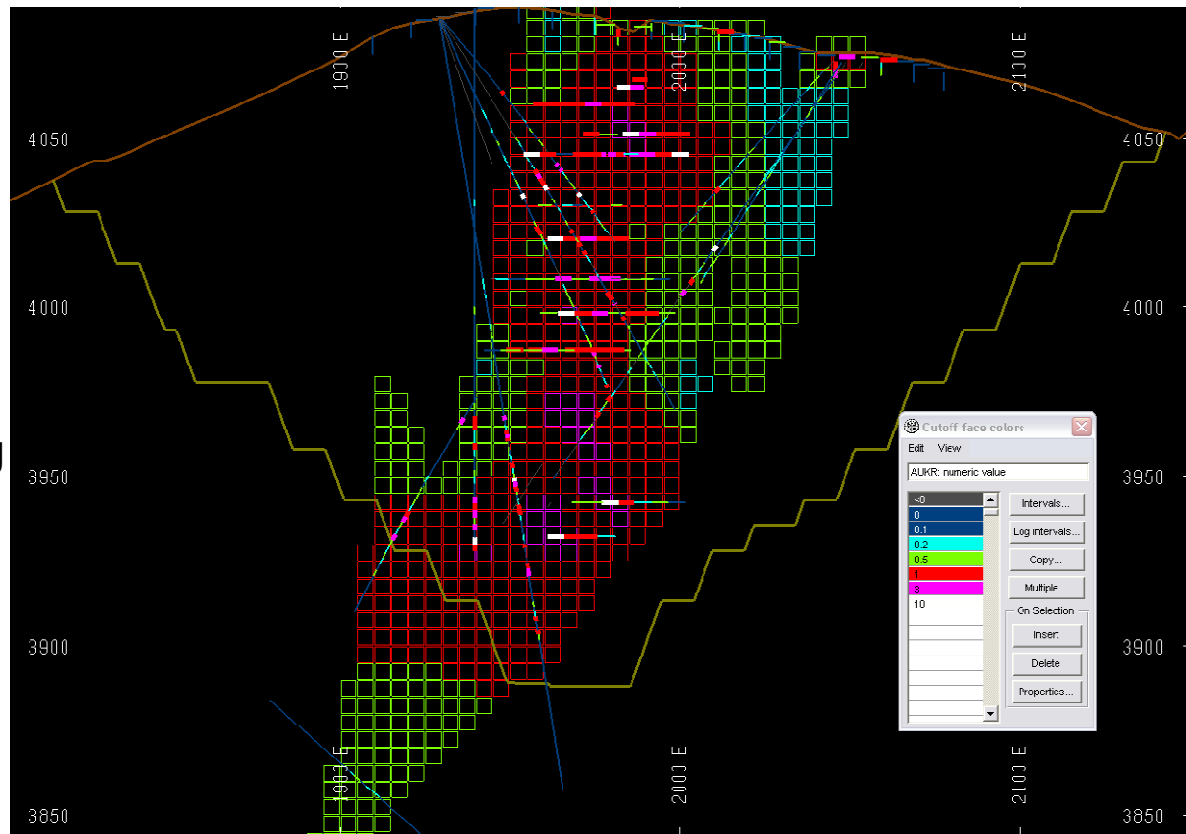 1900 E
2000 E
2100 E
4050
4050
4000
4000
3950
3950
3900
3900
3850
3850
1900 E
2000 E
2100 E
Cutoff face colors
Edit View
AUKR: numeric value
<0
0
0.1
0.2
0.5
1
3
10
Intervals...
Log intervals...
Copy...
Multiple
On Selection
Insert
Delete
Properties...